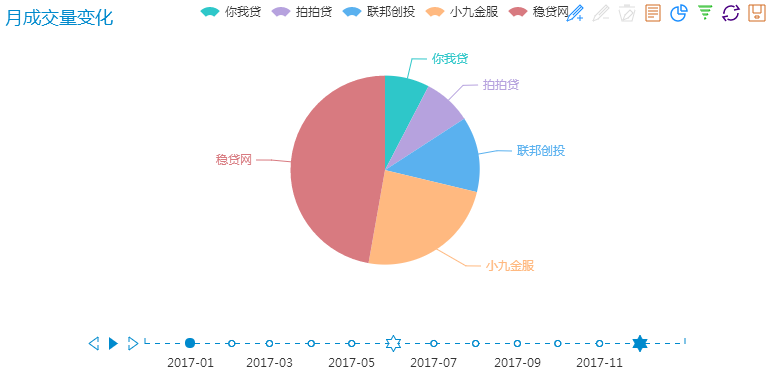 月成交量变化
你我贷 拍拍贷 联邦创投 小九金服 稳贷网
你我贷
拍拍贷
联邦创投
稳贷网
小九金服
2017-01 2017-03 2017-05 2017-07 2017-09 2017-11